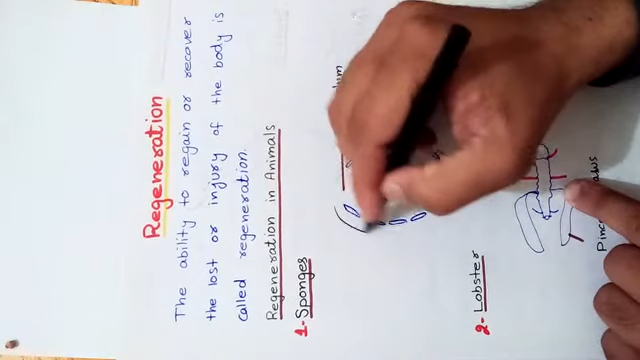 Regeneration
The ability to regain or recover
the lost or injury of the body is
called regeneration.
Regeneration in Animals
1- Sponges
2- Lobster